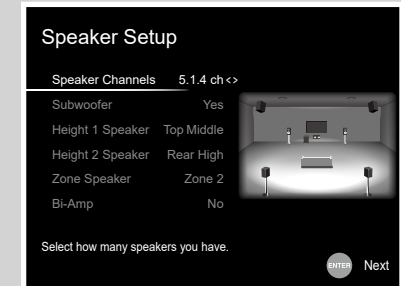 Speaker Setup
Speaker Channels 5.1.4 ch <>
Subwoofer Yes
Height 1 Speaker Top Middle
Height 2 Speaker Rear High
Zone Speaker Zone 2
Bi-Amp No
Select how many speakers you have.
ENTER Next